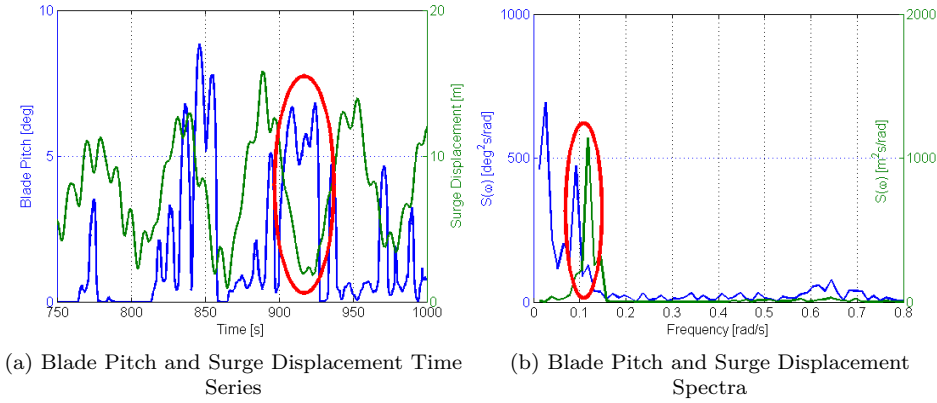 10
5
0
Blade Pitch [deg]
20
10
0
Surge Displacement [m]
750 800 850 900 950 1000
Time [s]
1000
500
0
S(ω) [deg²s/rad]
2000
1000
0
S(ω) [m²s/rad]
0 0.1 0.2 0.3 0.4 0.5 0.6 0.7 0.8
Frequency [rad/s]
(a) Blade Pitch and Surge Displacement Time
Series
(b) Blade Pitch and Surge Displacement
Spectra